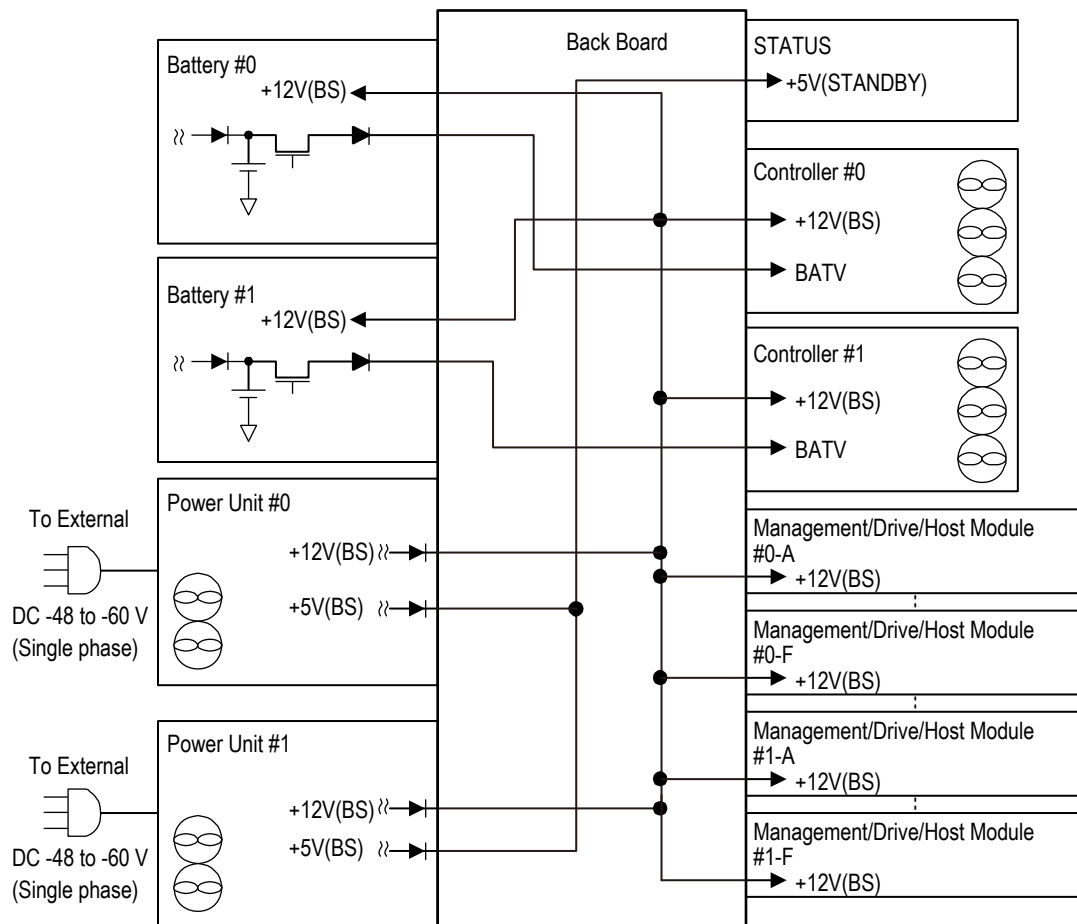 Back Board
Battery #0
+12V(BS)
Battery #1
+12V(BS)
Power Unit #0
+12V(BS)
+5V(BS)
To External
DC -48 to -60 V
(Single phase)
Power Unit #1
+12V(BS)
+5V(BS)
To External
DC -48 to -60 V
(Single phase)
STATUS
+5V(STANDBY)
Controller #0
+12V(BS)
BATV
Controller #1
+12V(BS)
BATV
Management/Drive/Host Module
#0-A
+12V(BS)
Management/Drive/Host Module
#0-F
+12V(BS)
Management/Drive/Host Module
#1-A
+12V(BS)
Management/Drive/Host Module
#1-F
+12V(BS)